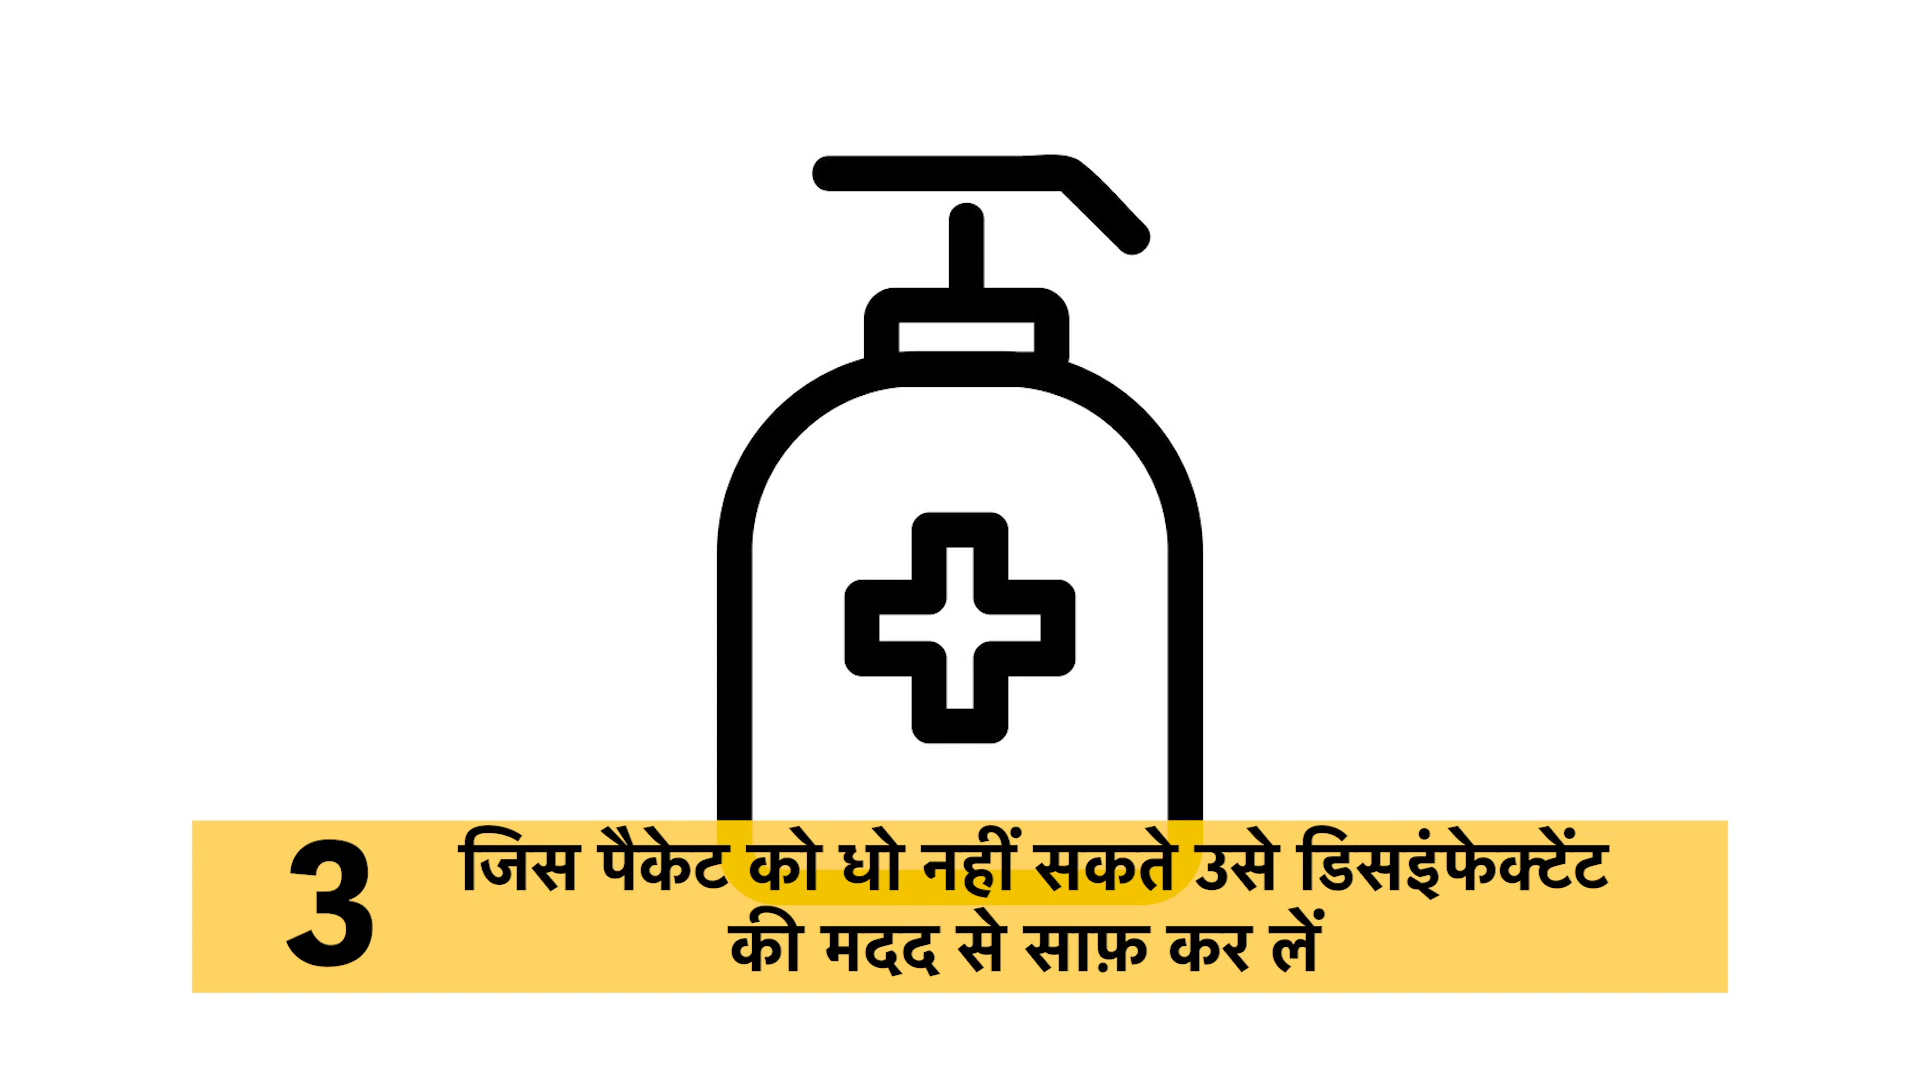 3
जिस पैकेट को धो नहीं सकते उसे डिसइंफेक्टेंट
की मदद से साफ़ कर लें